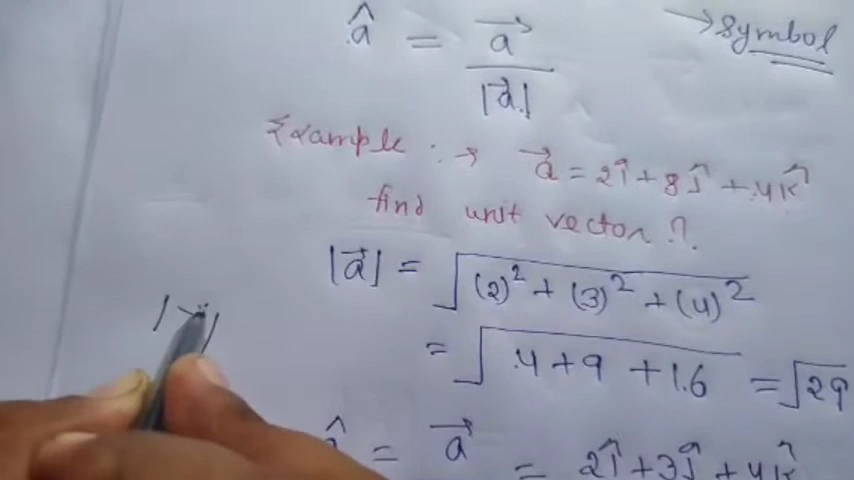 â = a⃗ / |a⃗| → Symbol
Example :→ a⃗ = 2î + 3ĵ + 4k̂
find unit vector ?
|a⃗| = √(2)² + (3)² + (4)²
= √4 + 9 + 16 = √29
â = a⃗ = 2î + 3ĵ + 4k̂